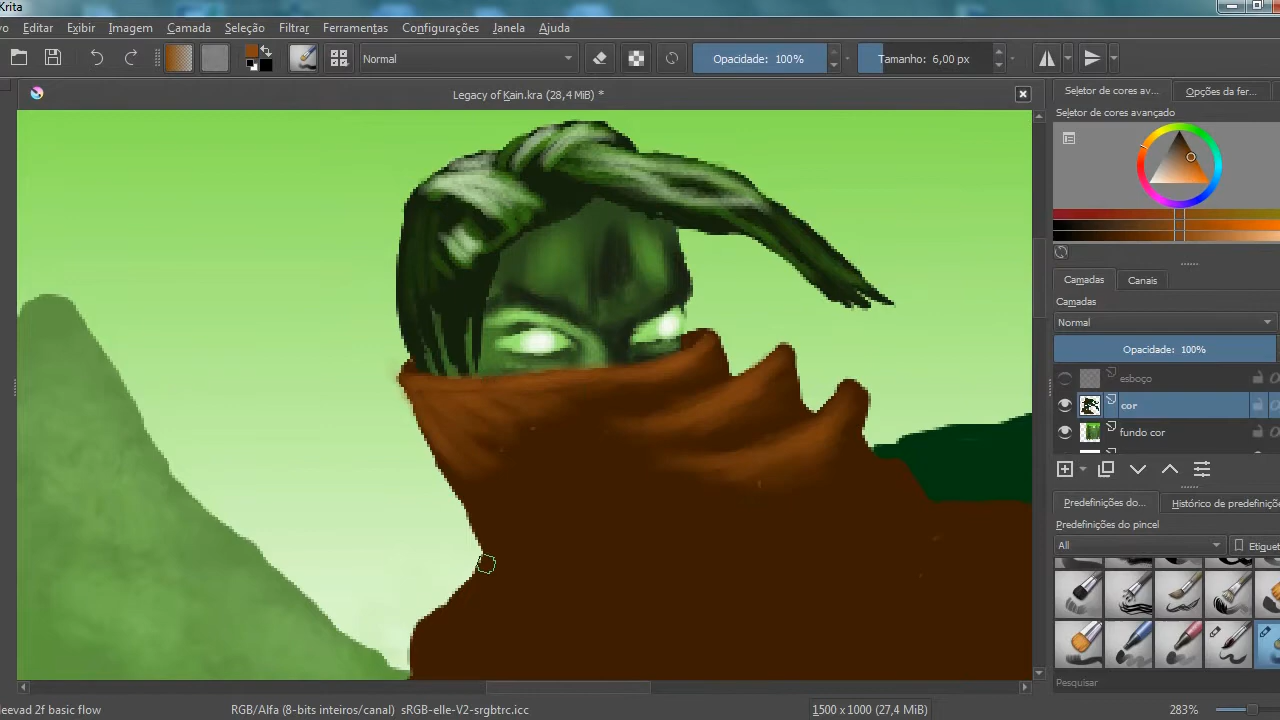 Krita
vo Editar Exibir Imagem Camada Seleção Filtrar Ferramentas Configurações Janela Ajuda
Normal Opacidade: 100% Tamanho: 6,00 px
Legacy of Kain.kra (28,4 MiB) *
Seletor de cores av... Opções da fer...
Seletor de cores avançado
Camadas Canais
Camadas
Normal
Opacidade: 100%
esboço
cor
fundo cor
Predefinições do... Histórico de predefiniçõ
Predefinições do pincel
All Etiquet
Pesquisar
leevad 2f basic flow RGB/Alfa (8-bits inteiros/canal) sRGB-elle-V2-srgbtrc.icc 1500 x 1000 (27,4 MiB) 283%